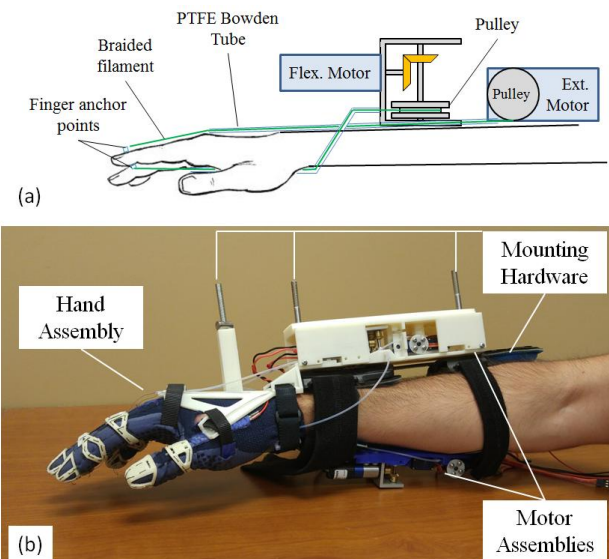 PTFE Bowden
Tube
Pulley
Braided
filament
Flex. Motor
Finger anchor
points
Pulley
Ext.
Motor
(a)
Hand
Assembly
Mounting
Hardware
Motor
Assemblies
(b)